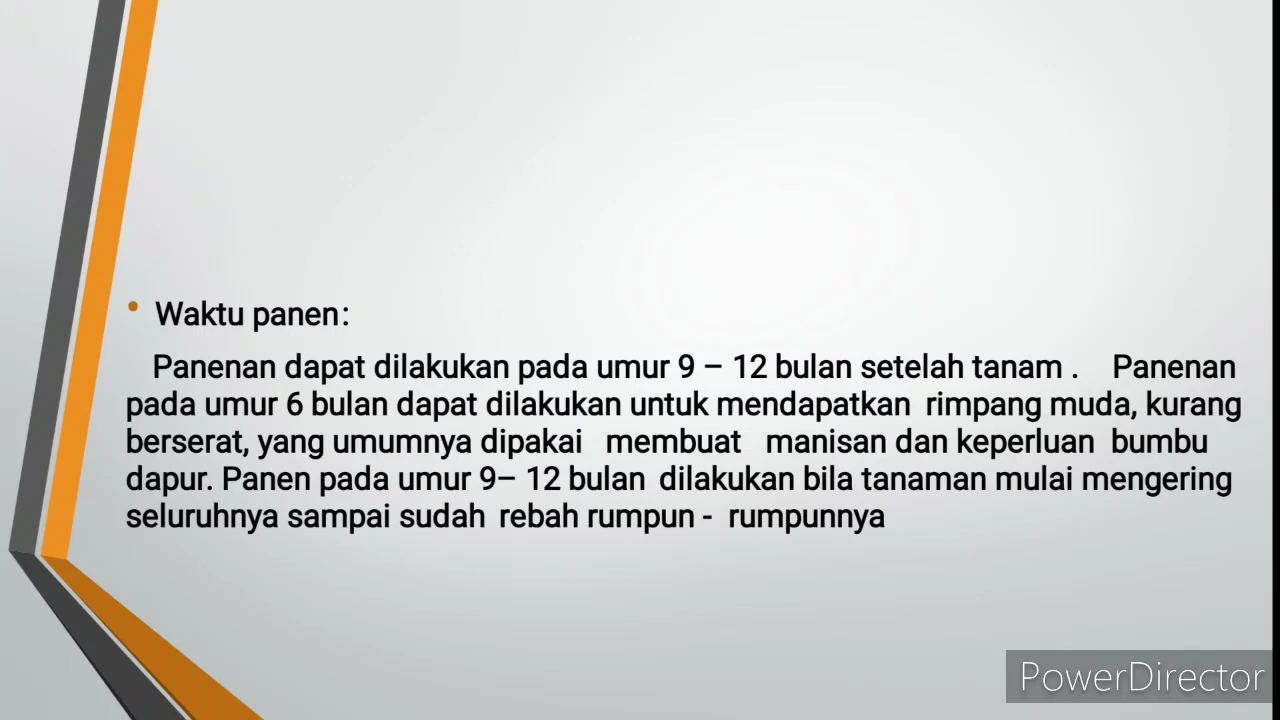 • Waktu panen:
Panenan dapat dilakukan pada umur 9 – 12 bulan setelah tanam . Panenan
pada umur 6 bulan dapat dilakukan untuk mendapatkan rimpang muda, kurang
berserat, yang umumnya dipakai membuat manisan dan keperluan bumbu
dapur. Panen pada umur 9– 12 bulan dilakukan bila tanaman mulai mengering
seluruhnya sampai sudah rebah rumpun - rumpunnya
PowerDirector